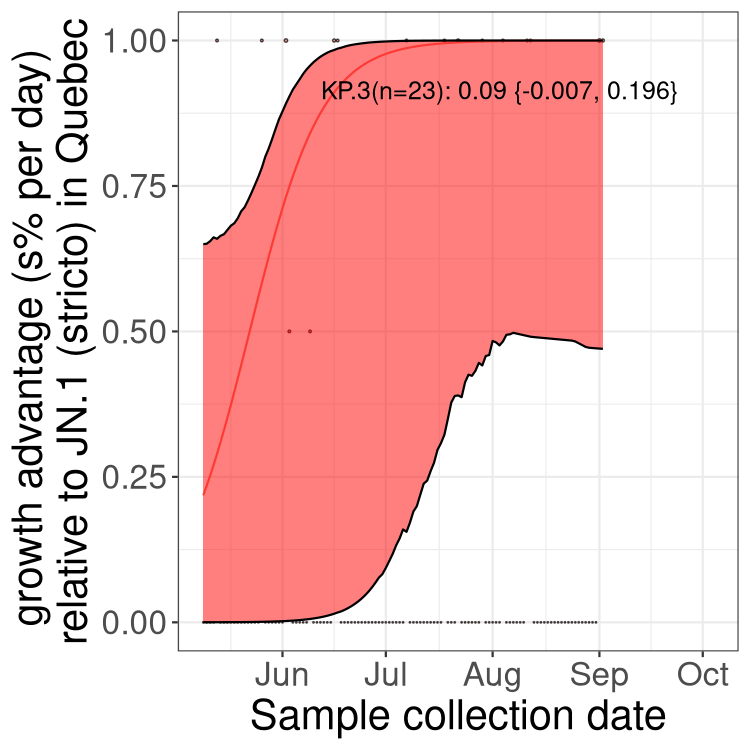 growth advantage (s% per day)
relative to JN.1 (stricto) in Quebec
1.00
0.75
0.50
0.25
0.00
KP.3(n=23): 0.09 {-0.007, 0.196}
Jun Jul Aug Sep Oct
Sample collection date